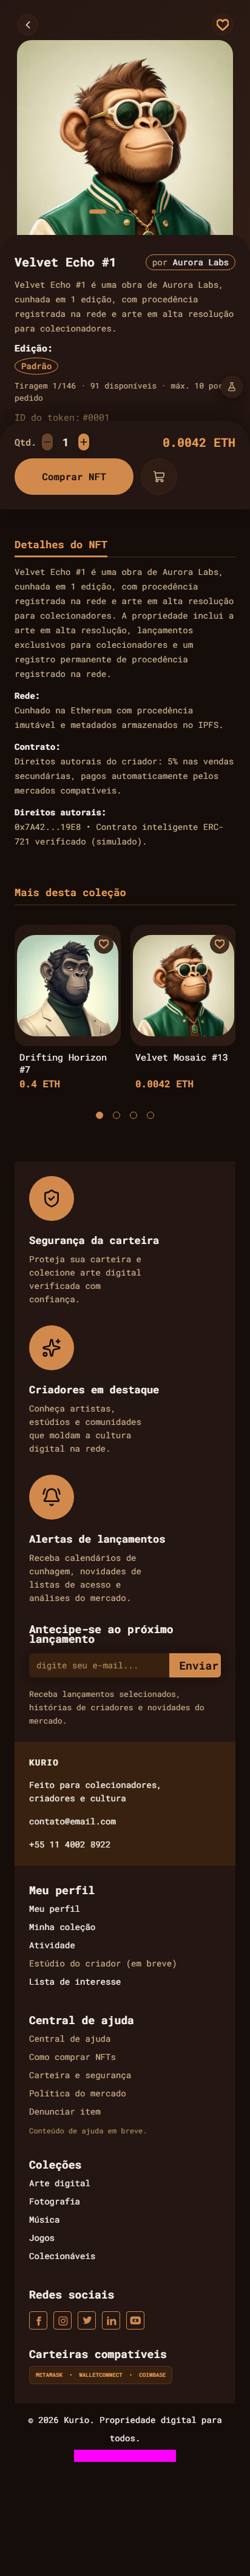 Velvet Echo #1
por Aurora Labs
Velvet Echo #1 é uma obra de Aurora Labs,
cunhada em 1 edição, com procedência
registrada na rede e arte em alta resolução
para colecionadores.
Edição:
Padrão
Tiragem 1/146 · 91 disponíveis · máx. 10 por
pedido
ID do token: #0001
Qtd. − 1 + 0.0042 ETH
Comprar NFT
Detalhes do NFT
Velvet Echo #1 é uma obra de Aurora Labs,
cunhada em 1 edição, com procedência
registrada na rede e arte em alta resolução
para colecionadores. A propriedade inclui a
arte em alta resolução, lançamentos
exclusivos para colecionadores e um
registro permanente de procedência
registrado na rede.
Rede:
Cunhado na Ethereum com procedência
imutável e metadados armazenados no IPFS.
Contrato:
Direitos autorais do criador: 5% nas vendas
secundárias, pagos automaticamente pelos
mercados compatíveis.
Direitos autorais:
0x7A42...19E8 • Contrato inteligente ERC-
721 verificado (simulado).
Mais desta coleção
Drifting Horizon
#7
0.4 ETH
Velvet Mosaic #13
0.0042 ETH
Segurança da carteira
Proteja sua carteira e
colecione arte digital
verificada com
confiança.
Criadores em destaque
Conheça artistas,
estúdios e comunidades
que moldam a cultura
digital na rede.
Alertas de lançamentos
Receba calendários de
cunhagem, novidades de
listas de acesso e
análises do mercado.
Antecipe-se ao próximo
lançamento
digite seu e-mail... Enviar
Receba lançamentos selecionados,
histórias de criadores e novidades do
mercado.
KURIO
Feito para colecionadores,
criadores e cultura
contato@email.com
+55 11 4002 8922
Meu perfil
Meu perfil
Minha coleção
Atividade
Estúdio do criador (em breve)
Lista de interesse
Central de ajuda
Central de ajuda
Como comprar NFTs
Carteira e segurança
Política do mercado
Denunciar item
Conteúdo de ajuda em breve.
Coleções
Arte digital
Fotografia
Música
Jogos
Colecionáveis
Redes sociais
Carteiras compatíveis
METAMASK • WALLETCONNECT • COINBASE
© 2026 Kurio. Propriedade digital para
todos.